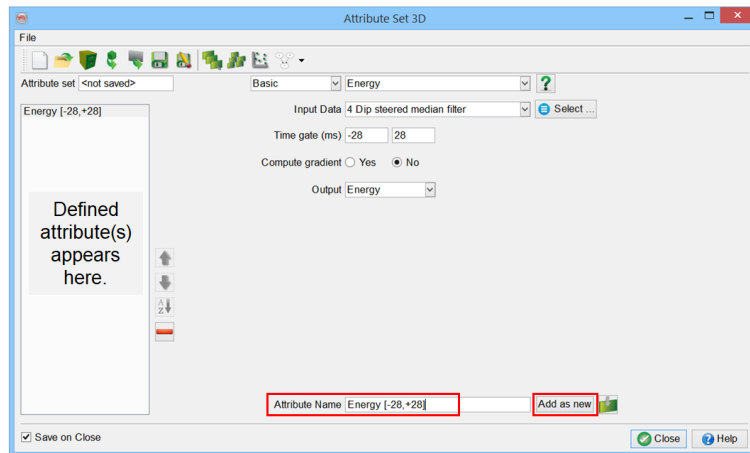 Attribute Set 3D
File
Attribute set <not saved>
Basic
Energy
Energy [-28,+28]
Input Data 4 Dip steered median filter
Select ...
Time gate (ms) -28 28
Compute gradient Yes No
Output Energy
Defined
attribute(s)
appears
here.
Attribute Name Energy [-28,+28]
Add as new
Save on Close
Close
Help